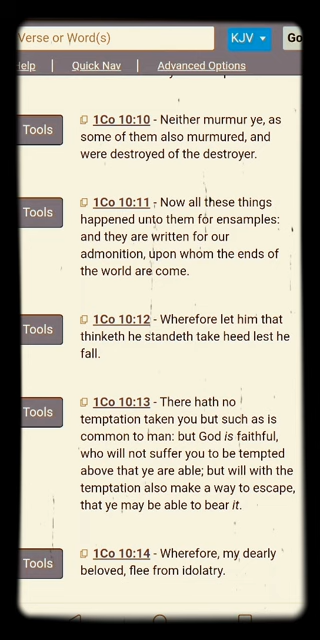 Verse or Word(s)
KJV
Go
Help | Quick Nav | Advanced Options
Tools
1Co 10:10 - Neither murmur ye, as
some of them also murmured, and
were destroyed of the destroyer.
Tools
1Co 10:11 - Now all these things
happened unto them for ensamples:
and they are written for our
admonition, upon whom the ends of
the world are come.
Tools
1Co 10:12 - Wherefore let him that
thinketh he standeth take heed lest he
fall.
Tools
1Co 10:13 - There hath no
temptation taken you but such as is
common to man: but God is faithful,
who will not suffer you to be tempted
above that ye are able; but will with the
temptation also make a way to escape,
that ye may be able to bear it.
Tools
1Co 10:14 - Wherefore, my dearly
beloved, flee from idolatry.